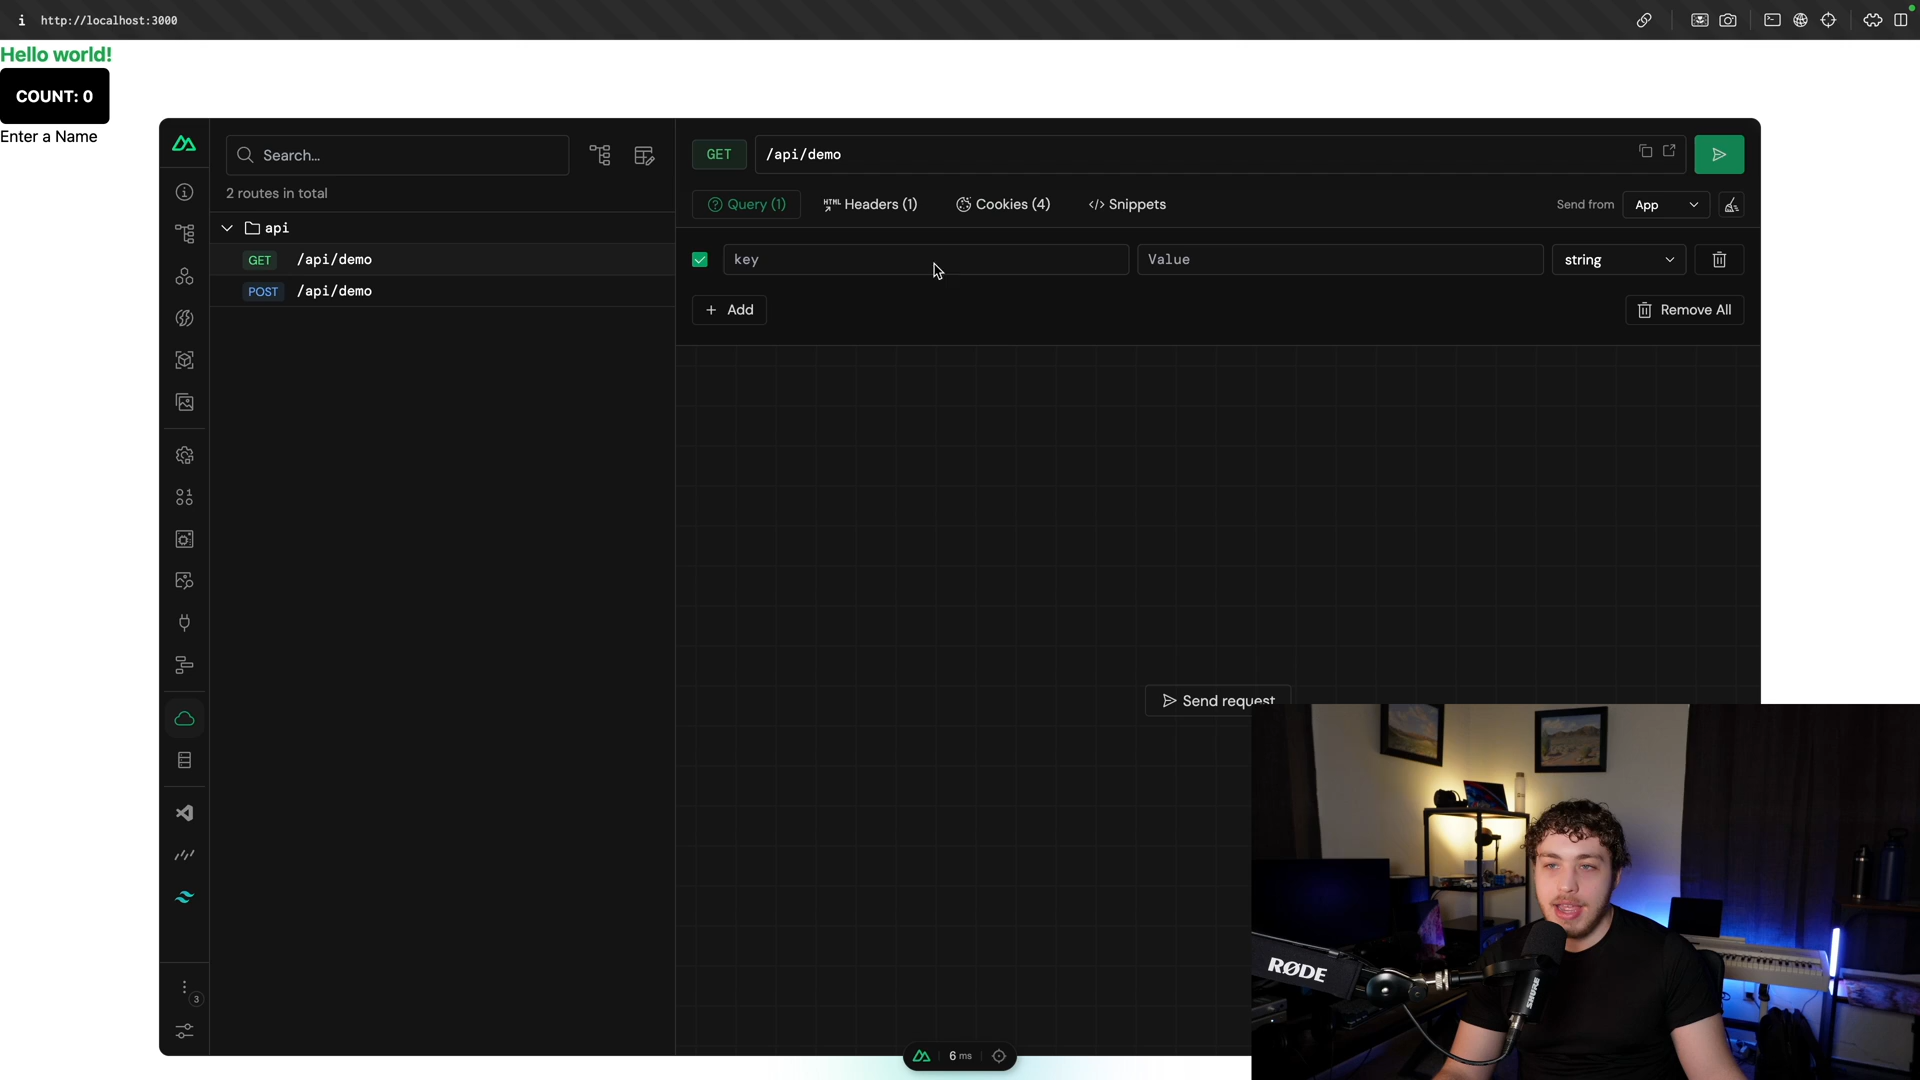 http://localhost:3000
Hello world!
COUNT: 0
Enter a Name
Search...
2 routes in total
api
GET /api/demo
POST /api/demo
GET /api/demo
Query (1) HTML Headers (1) Cookies (4) </> Snippets Send from App
key Value string
+ Add Remove All
Send request
3
6 ms
RØDE
SHURE